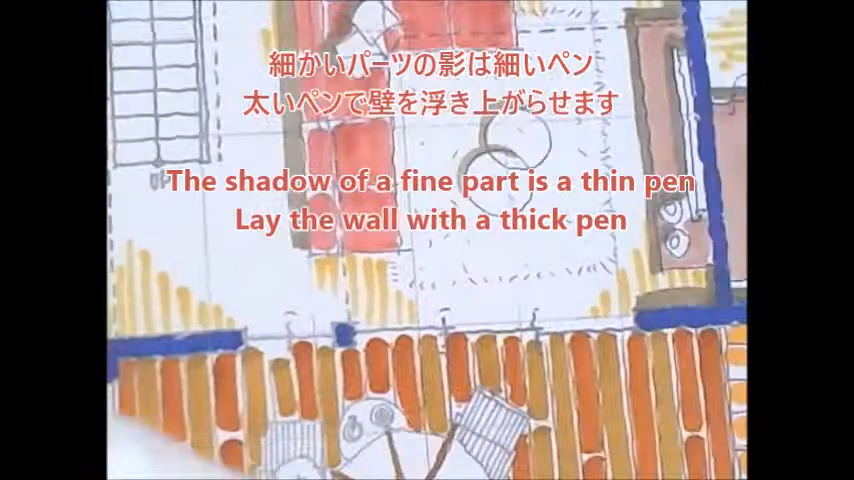 細かいパーツの影は細いペン
太いペンで壁を浮き上がらせます
The shadow of a fine part is a thin pen
Lay the wall with a thick pen
UP